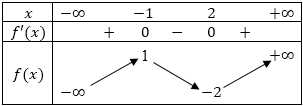 x −∞ −1 2 +∞
f′(x) + 0 − 0 +
1 +∞
f(x)
−∞ −2